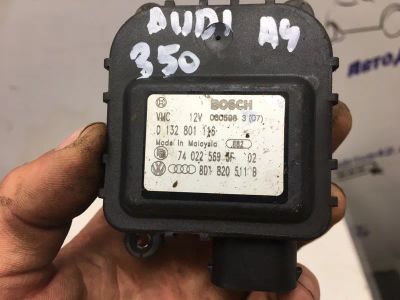 AUDI A4
350
BOSCH
VMC 12V 060598 3 (07)
0 132 801 116
Made in Malaysia 882
74 022 569 5F 02
8D1 820 511 B